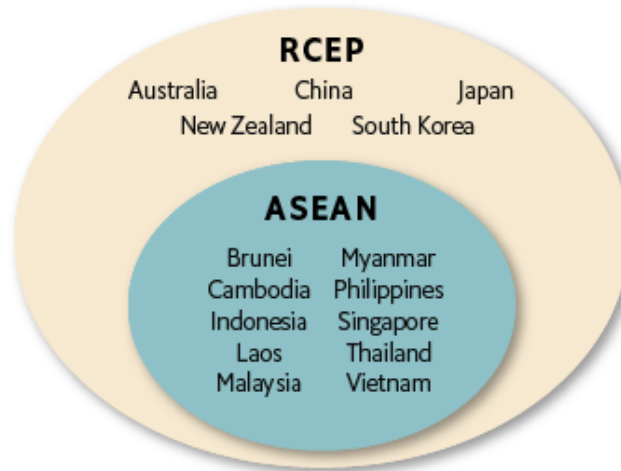 RCEP
Australia China Japan
New Zealand South Korea
ASEAN
Brunei Myanmar
Cambodia Philippines
Indonesia Singapore
Laos Thailand
Malaysia Vietnam